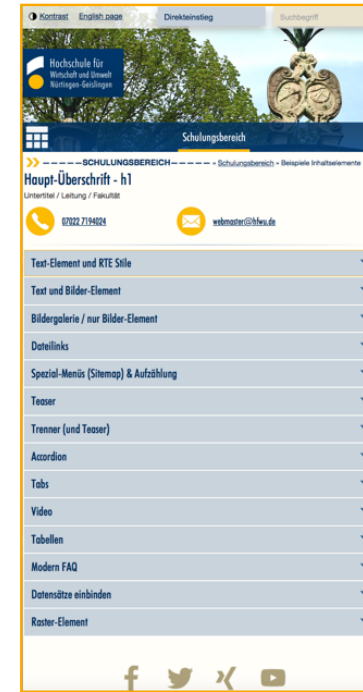 Kontrast English page Direkteinstieg Suchbegriff
Hochschule für
Wirtschaft und Umwelt
Nürtingen-Geislingen
Schulungsbereich
–––––SCHULUNGSBEREICH––––– » Schulungsbereich » Beispiele Inhaltselemente
Haupt-Überschrift - h1
Untertitel / Leitung / Fakultät
07022 7194024 webmaster@hfwu.de
Text-Element und RTE Stile
Text und Bilder-Element
Bildergalerie / nur Bilder-Element
Dateilinks
Spezial-Menüs (Sitemap) & Aufzählung
Teaser
Trenner (und Teaser)
Accordion
Tabs
Video
Tabellen
Modern FAQ
Datensätze einbinden
Raster-Element